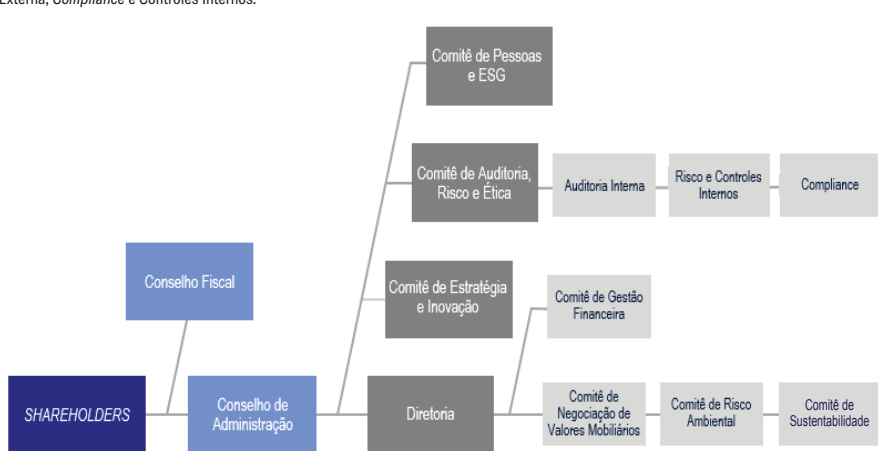 Externa, Compliance e Controles Internos.
Comitê de Pessoas
e ESG
Comitê de Auditoria,
Risco e Ética
Auditoria Interna
Risco e Controles
Internos
Compliance
Conselho Fiscal
Comitê de Estratégia
e Inovação
Comitê de Gestão
Financeira
SHAREHOLDERS
Conselho de
Administração
Diretoria
Comitê de
Negociação de
Valores Mobiliários
Comitê de Risco
Ambiental
Comitê de
Sustentabilidade